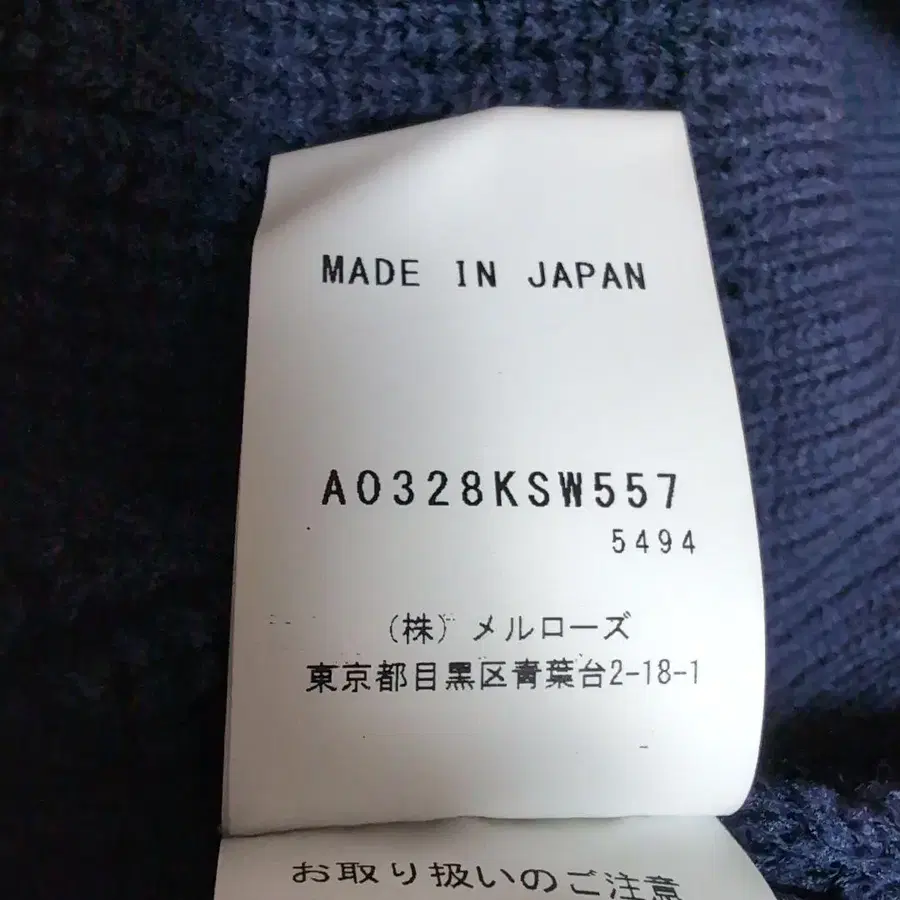 MADE IN JAPAN
A0328KSW557
5494
(株) メルローズ
東京都目黒区青葉台2-18-1
お取り扱いのご注意